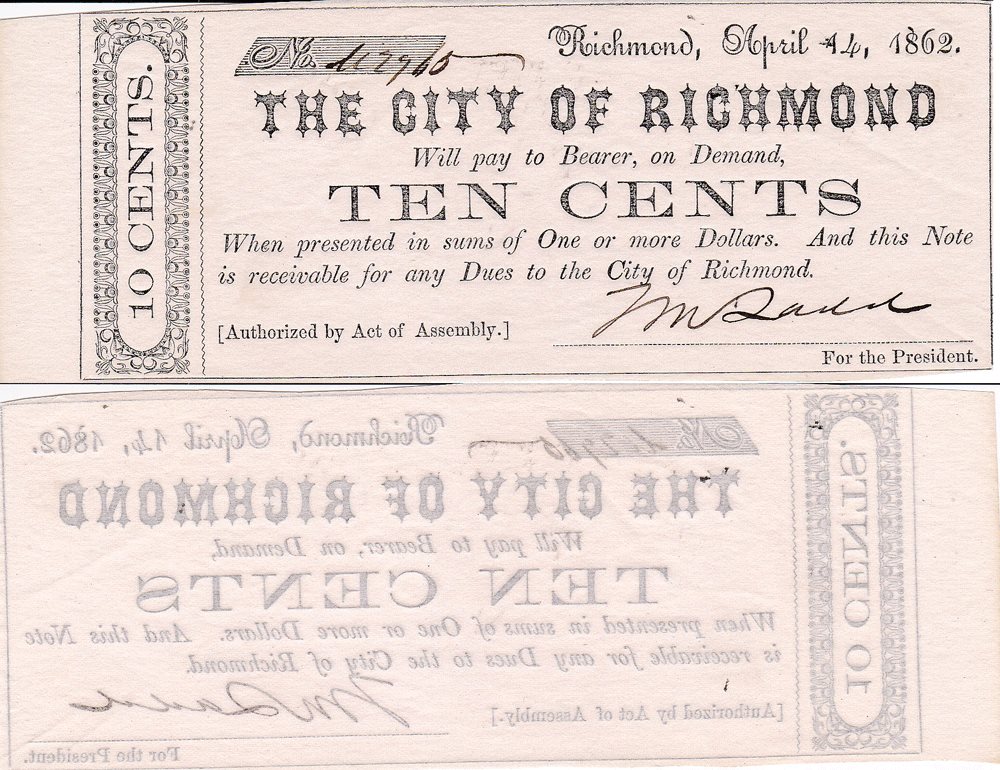 10 CENTS.
No.
Richmond, April 14, 1862.
THE CITY OF RICHMOND
Will pay to Bearer, on Demand,
TEN CENTS
When presented in sums of One or more Dollars. And this Note
is receivable for any Dues to the City of Richmond.
[Authorized by Act of Assembly.]
For the President.